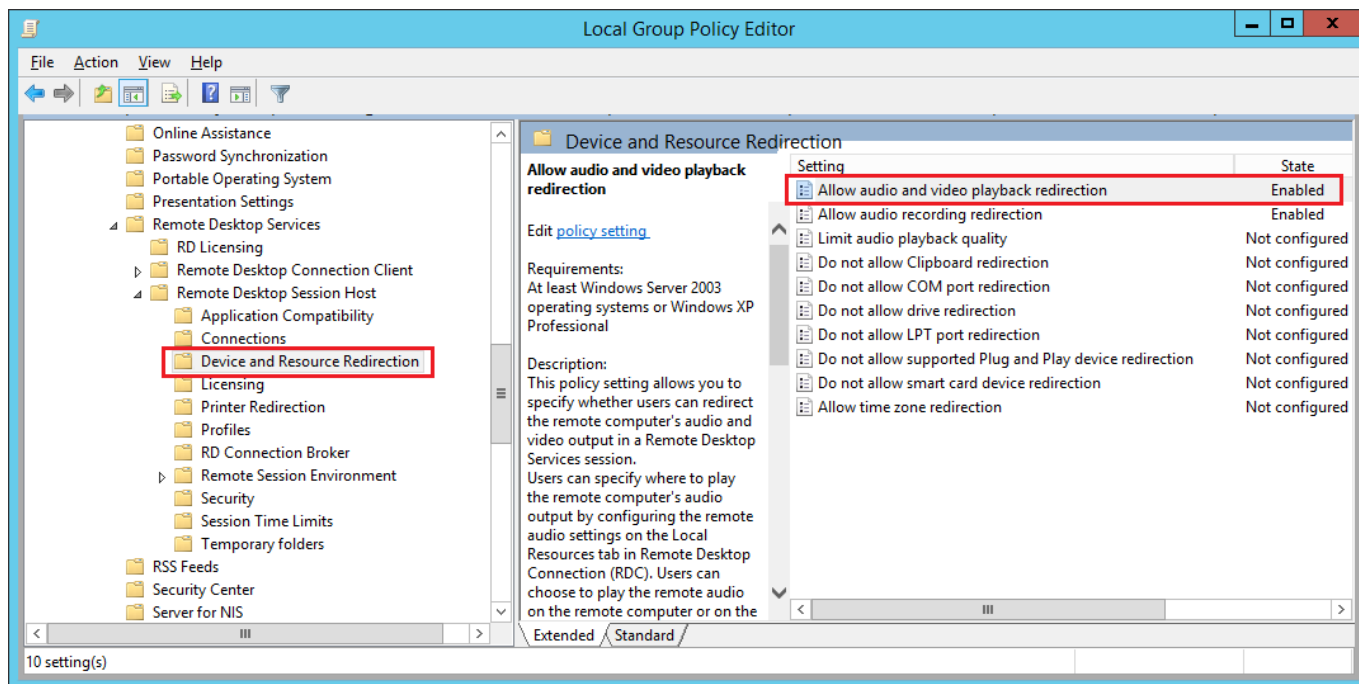 Local Group Policy Editor
File Action View Help
Online Assistance
Password Synchronization
Portable Operating System
Presentation Settings
Remote Desktop Services
RD Licensing
Remote Desktop Connection Client
Remote Desktop Session Host
Application Compatibility
Connections
Device and Resource Redirection
Licensing
Printer Redirection
Profiles
RD Connection Broker
Remote Session Environment
Security
Session Time Limits
Temporary folders
RSS Feeds
Security Center
Server for NIS
Device and Resource Redirection
Allow audio and video playback
redirection
Edit policy setting
Requirements:
At least Windows Server 2003
operating systems or Windows XP
Professional
Description:
This policy setting allows you to
specify whether users can redirect
the remote computer's audio and
video output in a Remote Desktop
Services session.
Users can specify where to play
the remote computer's audio
output by configuring the remote
audio settings on the Local
Resources tab in Remote Desktop
Connection (RDC). Users can
choose to play the remote audio
on the remote computer or on the
Setting State
Allow audio and video playback redirection Enabled
Allow audio recording redirection Enabled
Limit audio playback quality Not configured
Do not allow Clipboard redirection Not configured
Do not allow COM port redirection Not configured
Do not allow drive redirection Not configured
Do not allow LPT port redirection Not configured
Do not allow supported Plug and Play device redirection Not configured
Do not allow smart card device redirection Not configured
Allow time zone redirection Not configured
Extended Standard
10 setting(s)